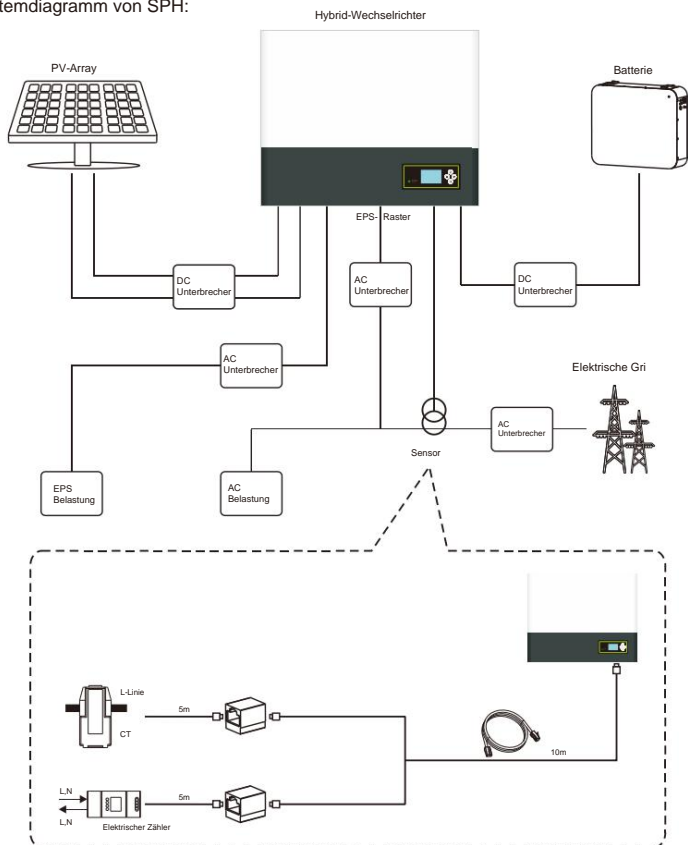 temdiagramm von SPH:
Hybrid-Wechselrichter
PV-Array
Batterie
EPS- Raster
DC
Unterbrecher
AC
Unterbrecher
DC
Unterbrecher
AC
Unterbrecher
Elektrische Gri
AC
Unterbrecher
Sensor
EPS
Belastung
AC
Belastung
L-Linie
5m
CT
10m
L,N
5m
L,N
Elektrischer Zähler